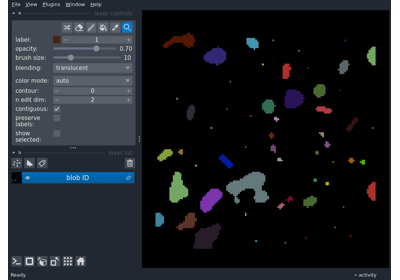 File View Plugins Window Help
layer controls
label: 1
opacity: 0.70
brush size: 10
blending: translucent
color mode: auto
contour: 0
n edit dim: 2
contiguous:
preserve
labels:
show
selected:
layer list
blob ID
Ready activity